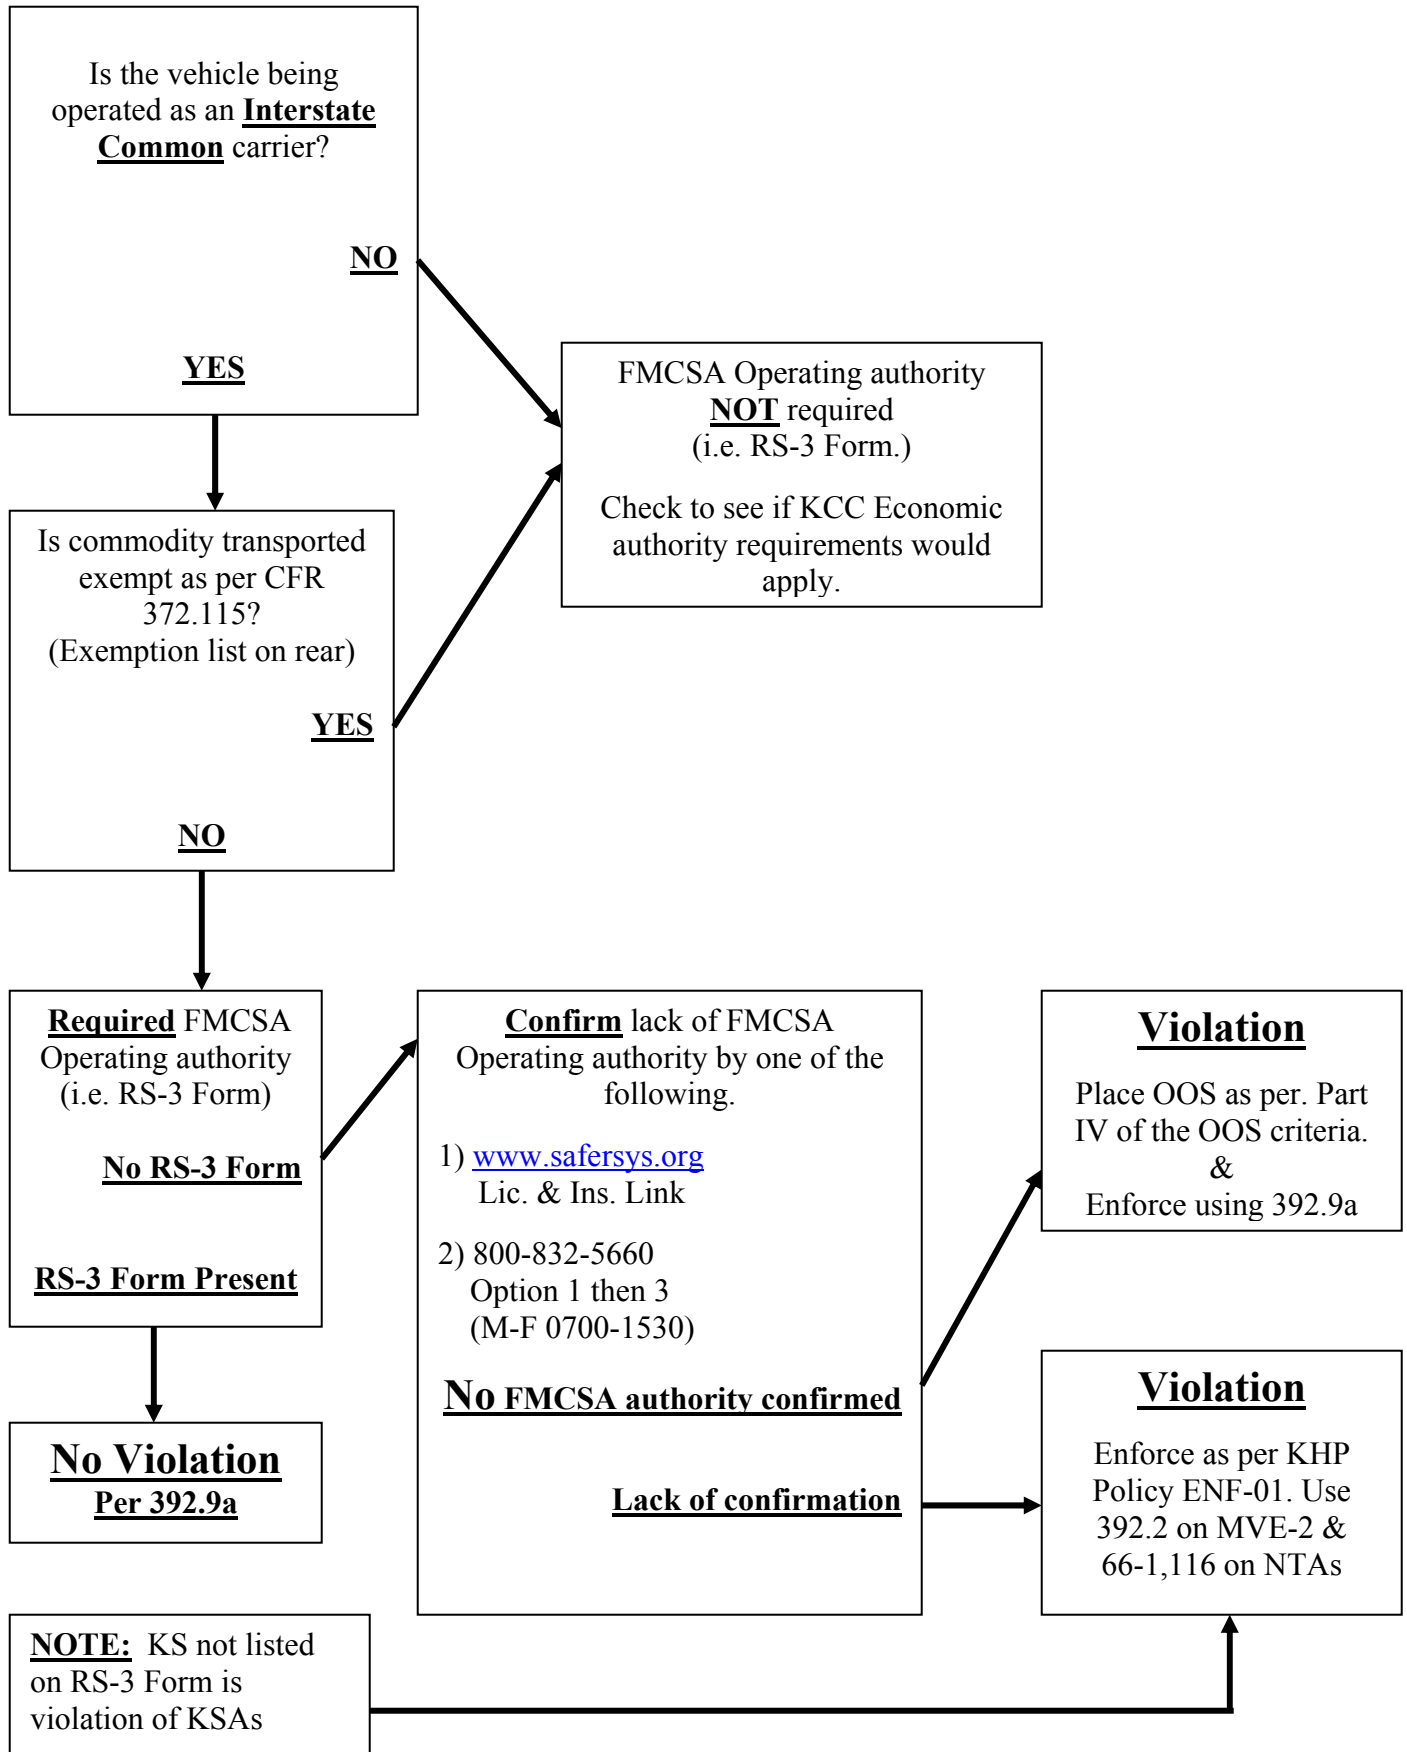 Is the vehicle being
operated as an Interstate
Common carrier?
NO
YES
FMCSA Operating authority
NOT required
(i.e. RS-3 Form.)
Check to see if KCC Economic
authority requirements would
apply.
Is commodity transported
exempt as per CFR
372.115?
(Exemption list on rear)
YES
NO
Required FMCSA
Operating authority
(i.e. RS-3 Form)
No RS-3 Form
RS-3 Form Present
Confirm lack of FMCSA
Operating authority by one of the
following.
1) www.safersys.org
Lic. & Ins. Link
2) 800-832-5660
Option 1 then 3
(M-F 0700-1530)
No FMCSA authority confirmed
Lack of confirmation
Violation
Place OOS as per. Part
IV of the OOS criteria.
&
Enforce using 392.9a
Violation
Enforce as per KHP
Policy ENF-01. Use
392.2 on MVE-2 &
66-1,116 on NTAs
No Violation
Per 392.9a
NOTE:  KS not listed
on RS-3 Form is
violation of KSAs